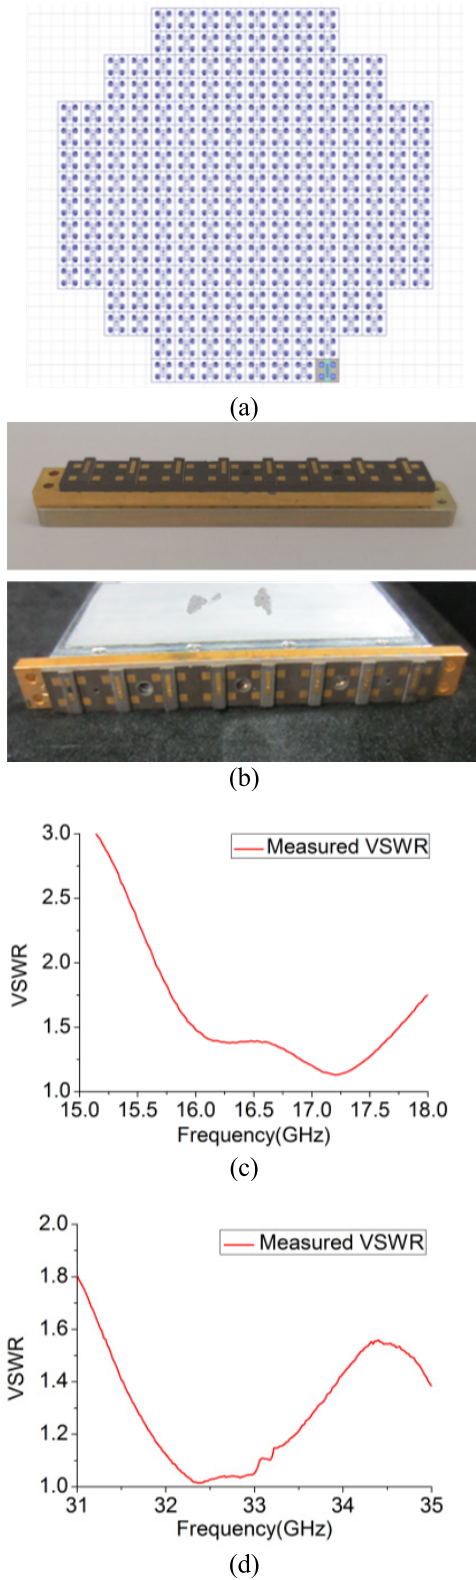 (a)
(b)
3.0
Measured VSWR
2.5
2.0
VSWR
1.5
1.0
15.0 15.5 16.0 16.5 17.0 17.5 18.0
Frequency(GHz)
(c)
2.0
Measured VSWR
1.8
1.6
VSWR
1.4
1.2
1.0
31 32 33 34 35
Frequency(GHz)
(d)